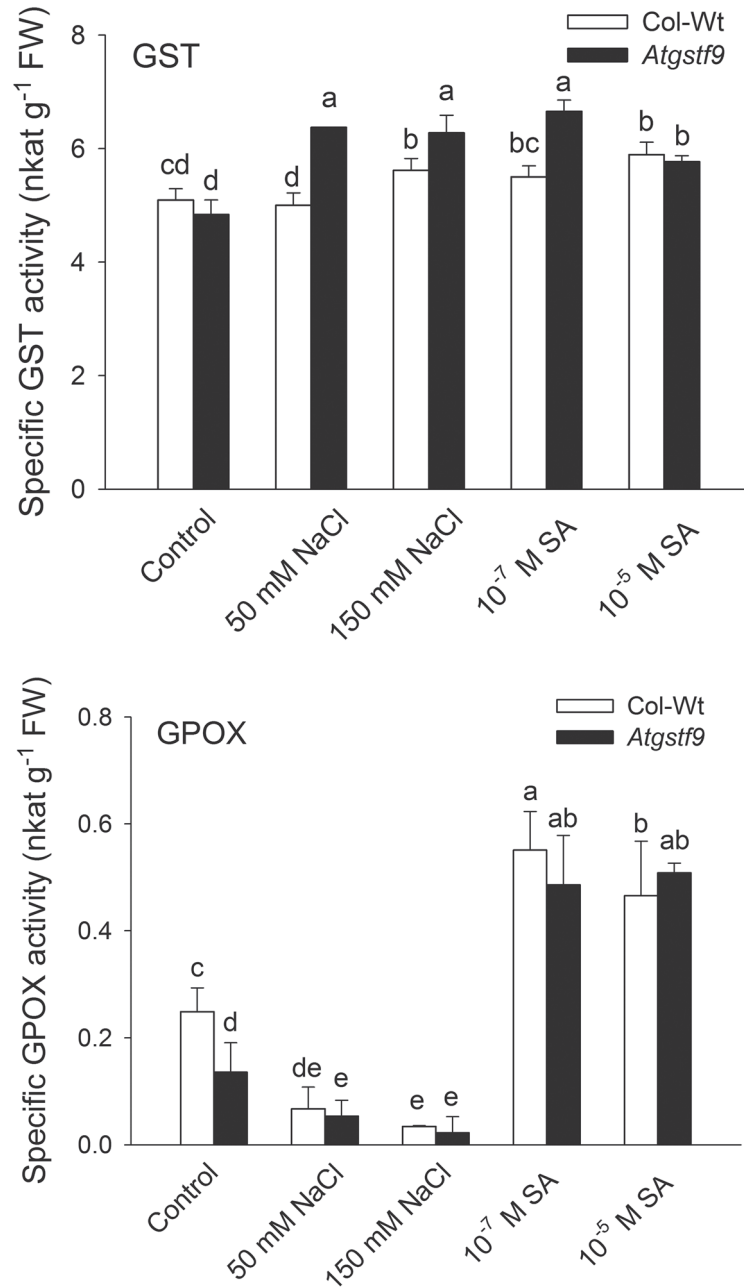 GST
Col-Wt
Atgstf9
Specific GST activity (nkat g-1 FW)
8
6
4
2
0
cd
d
d
a
b
a
bc
a
b
b
Control
50 mM NaCl
150 mM NaCl
10-7 M SA
10-5 M SA
GPOX
Col-Wt
Atgstf9
Specific GPOX activity (nkat g-1 FW)
0.8
0.6
0.4
0.2
0.0
c
d
de
e
e
e
a
ab
b
ab
Control
50 mM NaCl
150 mM NaCl
10-7 M SA
10-5 M SA